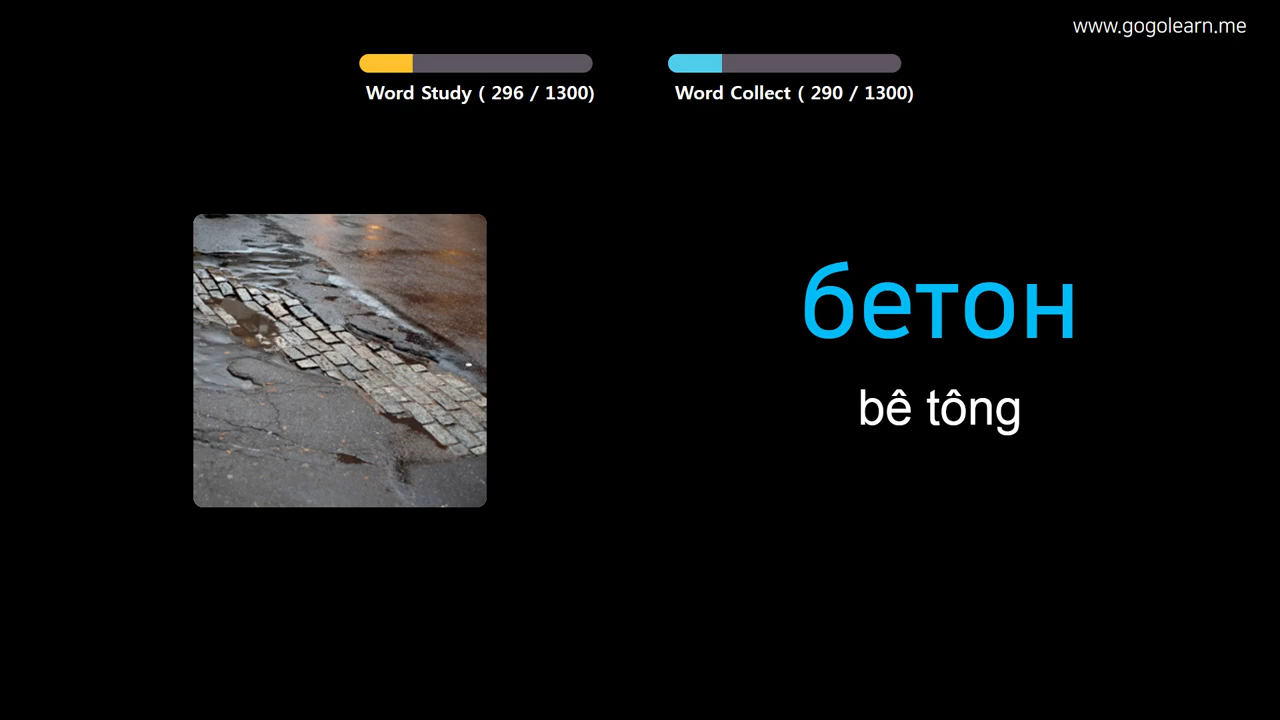 www.gogolearn.me
Word Study ( 296 / 1300)
Word Collect ( 290 / 1300)
бетон
bê tông